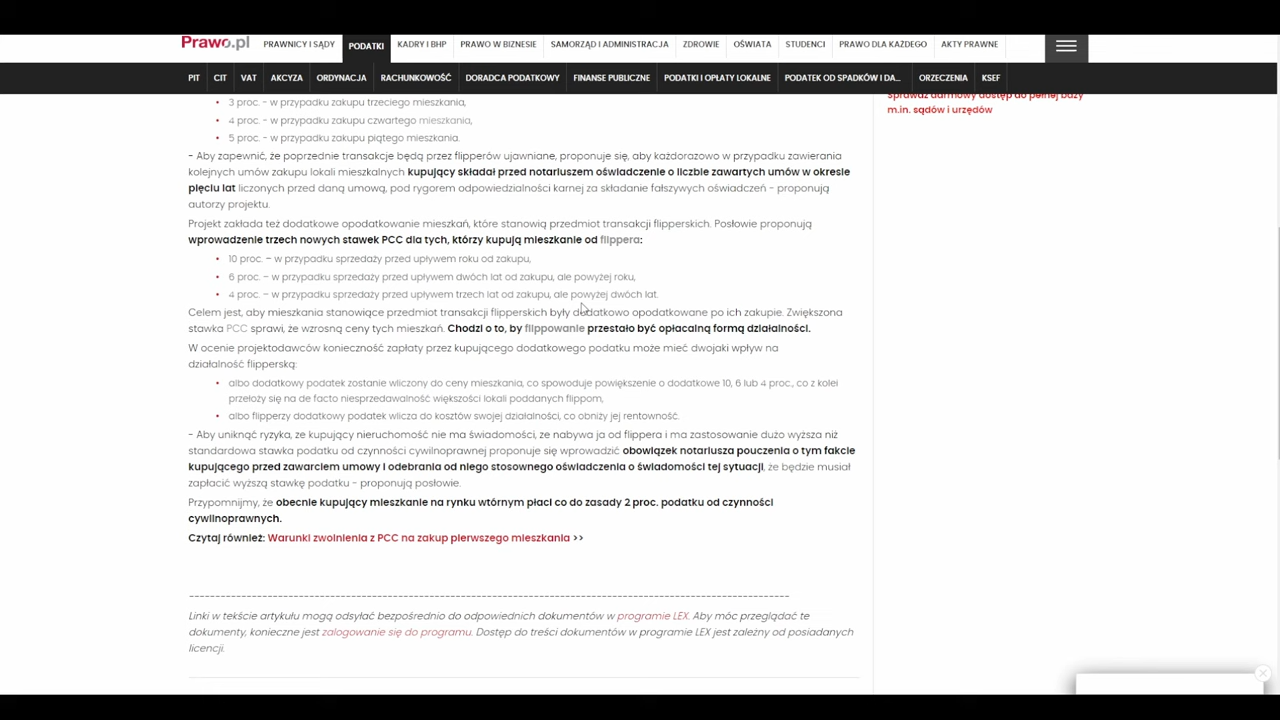 Prawo.pl
PRAWNICY I SĄDY
PODATKI
KADRY I BHP
PRAWO W BIZNESIE
SAMORZĄD I ADMINISTRACJA
ZDROWIE
OŚWIATA
STUDENCI
PRAWO DLA KAŻDEGO
AKTY PRAWNE
PIT
CIT
VAT
AKCYZA
ORDYNACJA
RACHUNKOWOŚĆ
DORADCA PODATKOWY
FINANSE PUBLICZNE
PODATKI I OPŁATY LOKALNE
PODATEK OD SPADKÓW I DA...
ORZECZENIA
KSEF
Sprawdź darmowy dostęp do pełnej bazy
m.in. sądów i urzędów
• 3 proc. - w przypadku zakupu trzeciego mieszkania,
• 4 proc. - w przypadku zakupu czwartego mieszkania,
• 5 proc. - w przypadku zakupu piątego mieszkania.
- Aby zapewnić, że poprzednie transakcje będą przez flipperów ujawniane, proponuje się, aby każdorazowo w przypadku zawierania
kolejnych umów zakupu lokali mieszkalnych kupujący składał przed notariuszem oświadczenie o liczbie zawartych umów w okresie
pięciu lat liczonych przed daną umową, pod rygorem odpowiedzialności karnej za składanie fałszywych oświadczeń - proponują
autorzy projektu.
Projekt zakłada też dodatkowe opodatkowanie mieszkań, które stanowią przedmiot transakcji flipperskich. Posłowie proponują
wprowadzenie trzech nowych stawek PCC dla tych, którzy kupują mieszkanie od flippera:
• 10 proc. – w przypadku sprzedaży przed upływem roku od zakupu,
• 6 proc. – w przypadku sprzedaży przed upływem dwóch lat od zakupu, ale powyżej roku,
• 4 proc. – w przypadku sprzedaży przed upływem trzech lat od zakupu, ale powyżej dwóch lat.
Celem jest, aby mieszkania stanowiące przedmiot transakcji flipperskich były dodatkowo opodatkowane po ich zakupie. Zwiększona
stawka PCC sprawi, że wzrosną ceny tych mieszkań. Chodzi o to, by flippowanie przestało być opłacalną formą działalności.
W ocenie projektodawców konieczność zapłaty przez kupującego dodatkowego podatku może mieć dwojaki wpływ na
działalność flipperską:
• albo dodatkowy podatek zostanie wliczony do ceny mieszkania, co spowoduje powiększenie o dodatkowe 10, 6 lub 4 proc., co z kolei
przełoży się na de facto niesprzedawalność większości lokali poddanych flippom,
• albo flipperzy dodatkowy podatek wlicza do kosztów swojej działalności, co obniży jej rentowność.
- Aby uniknąć ryzyka, ze kupujący nieruchomość nie ma świadomości, ze nabywa ja od flippera i ma zastosowanie dużo wyższa niż
standardowa stawka podatku od czynności cywilnoprawnej proponuje się wprowadzić obowiązek notariusza pouczenia o tym fakcie
kupującego przed zawarciem umowy i odebrania od niego stosownego oświadczenia o świadomości tej sytuacji, że będzie musiał
zapłacić wyższą stawkę podatku - proponują posłowie.
Przypomnijmy, że obecnie kupujący mieszkanie na rynku wtórnym płaci co do zasady 2 proc. podatku od czynności
cywilnoprawnych.
Czytaj również: Warunki zwolnienia z PCC na zakup pierwszego mieszkania >>
--------------------------------------------------------------------------------------------------------------------
Linki w tekście artykułu mogą odsyłać bezpośrednio do odpowiednich dokumentów w programie LEX. Aby móc przeglądać te
dokumenty, konieczne jest zalogowanie się do programu. Dostęp do treści dokumentów w programie LEX jest zależny od posiadanych
licencji.